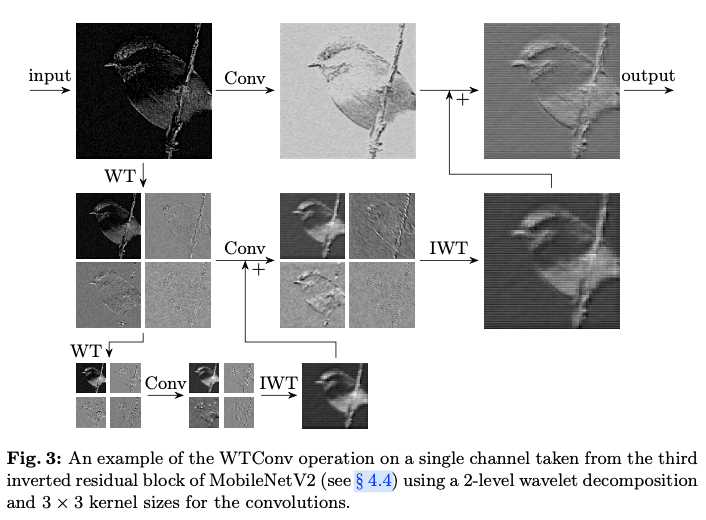 input
Conv
+
output
WT
Conv
+
IWT
WT
Conv
IWT
Fig. 3: An example of the WTConv operation on a single channel taken from the third
inverted residual block of MobileNetV2 (see § 4.4) using a 2-level wavelet decomposition
and 3 × 3 kernel sizes for the convolutions.